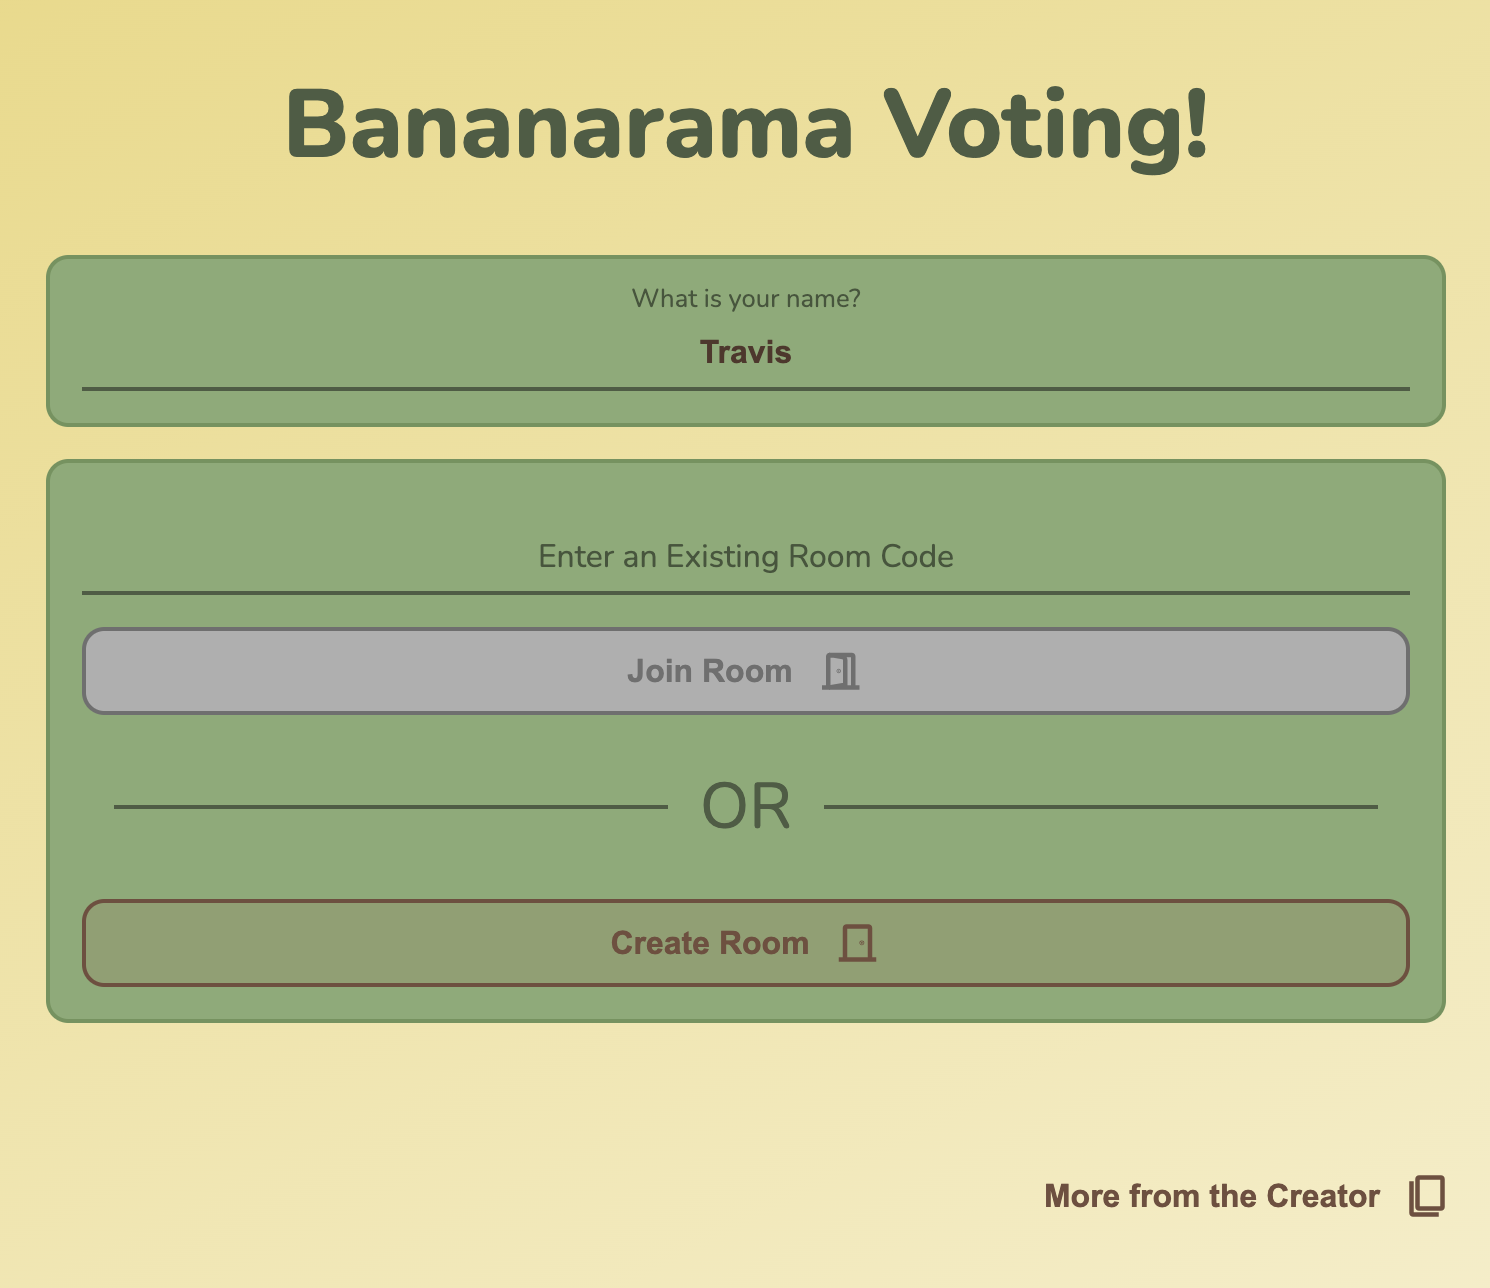 Bananarama Voting!
What is your name?
Travis
Enter an Existing Room Code
Join Room
OR
Create Room
More from the Creator